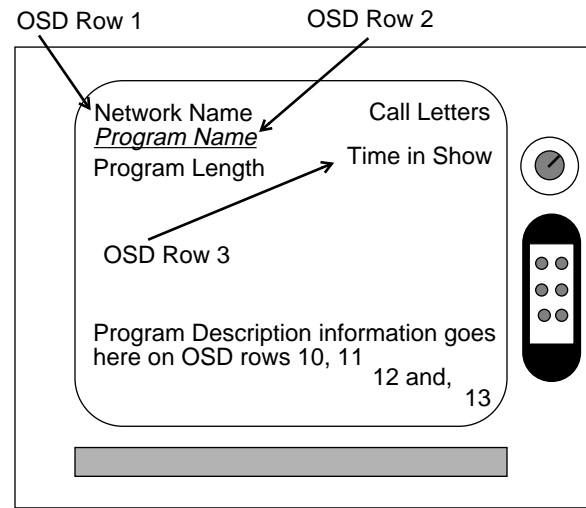 OSD Row 1
OSD Row 2
Network Name
Call Letters
Program Name
Program Length
Time in Show
OSD Row 3
Program Description information goes
here on OSD rows 10, 11
12 and,
13